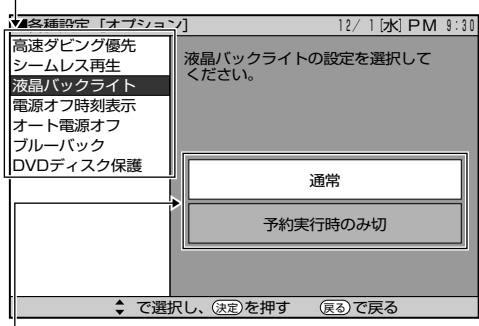 各種設定 [オプション] 12/ 1[水] PM 9:30
高速ダビング優先
シームレス再生
液晶バックライト
電源オフ時刻表示
オート電源オフ
ブルーバック
DVDディスク保護
液晶バックライトの設定を選択して
ください。
通常
予約実行時のみ切
で選択し、決定を押す 戻るで戻る